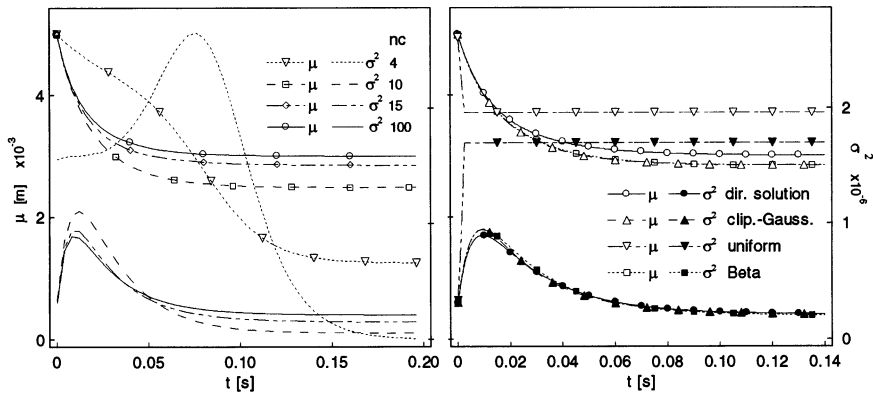 nc
μ σ² 4
μ σ² 10
μ σ² 15
μ σ² 100
μ [m] x10⁻³
4
2
0
0 0.05 0.10 0.15 0.20
t [s]
μ σ² dir. solution
μ σ² clip.-Gauss.
μ σ² uniform
μ σ² Beta
2
1
0
σ² x10⁻⁶
0 0.02 0.04 0.06 0.08 0.10 0.12 0.14
t [s]